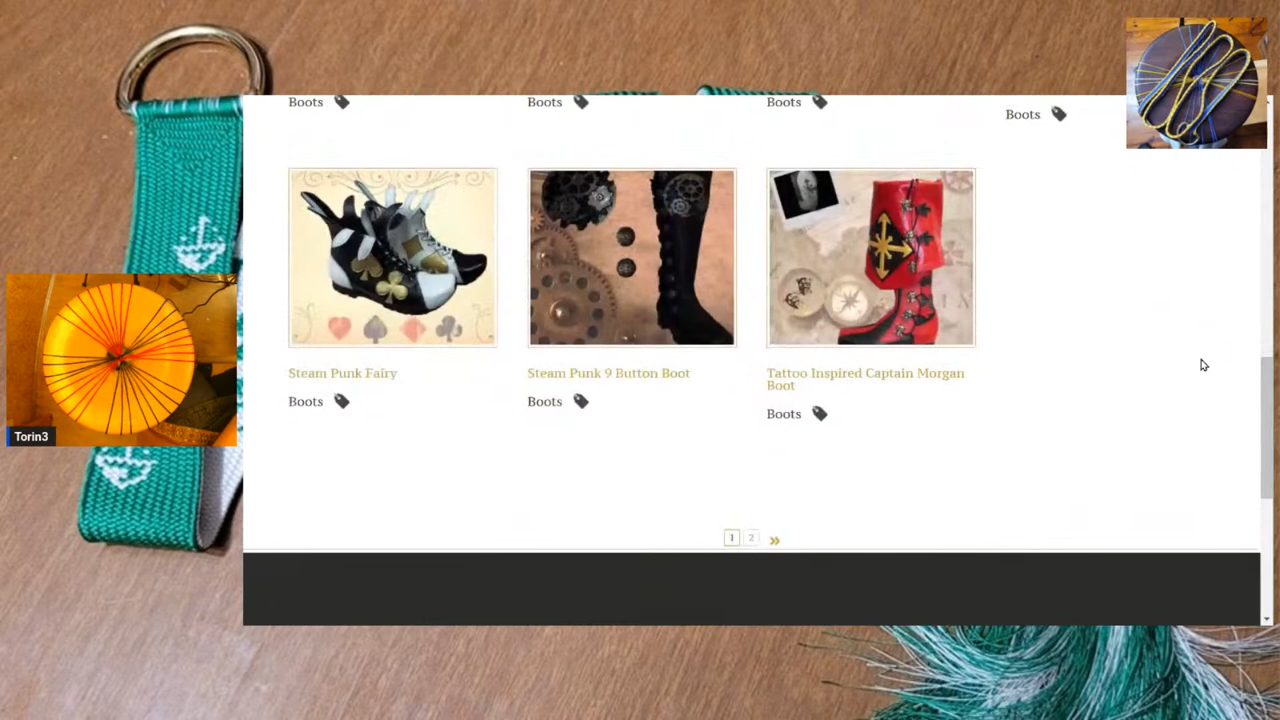 Boots
Boots
Boots
Boots
Steam Punk Fairy
Steam Punk 9 Button Boot
Tattoo Inspired Captain Morgan
Boot
Boots
Boots
Boots
Torin3
1 2 »